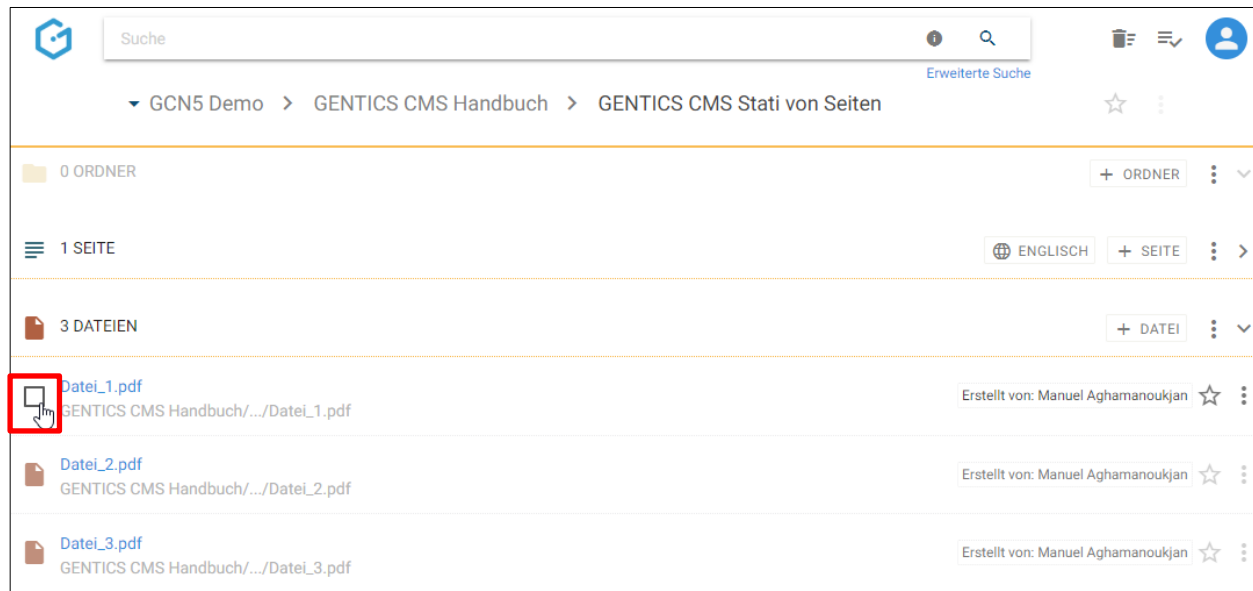 Suche
Erweiterte Suche
GCN5 Demo > GENTICS CMS Handbuch > GENTICS CMS Stati von Seiten
0 ORDNER + ORDNER
1 SEITE ENGLISCH + SEITE
3 DATEIEN + DATEI
Datei_1.pdf
GENTICS CMS Handbuch/.../Datei_1.pdf
Erstellt von: Manuel Aghamanoukjan
Datei_2.pdf
GENTICS CMS Handbuch/.../Datei_2.pdf
Erstellt von: Manuel Aghamanoukjan
Datei_3.pdf
GENTICS CMS Handbuch/.../Datei_3.pdf
Erstellt von: Manuel Aghamanoukjan